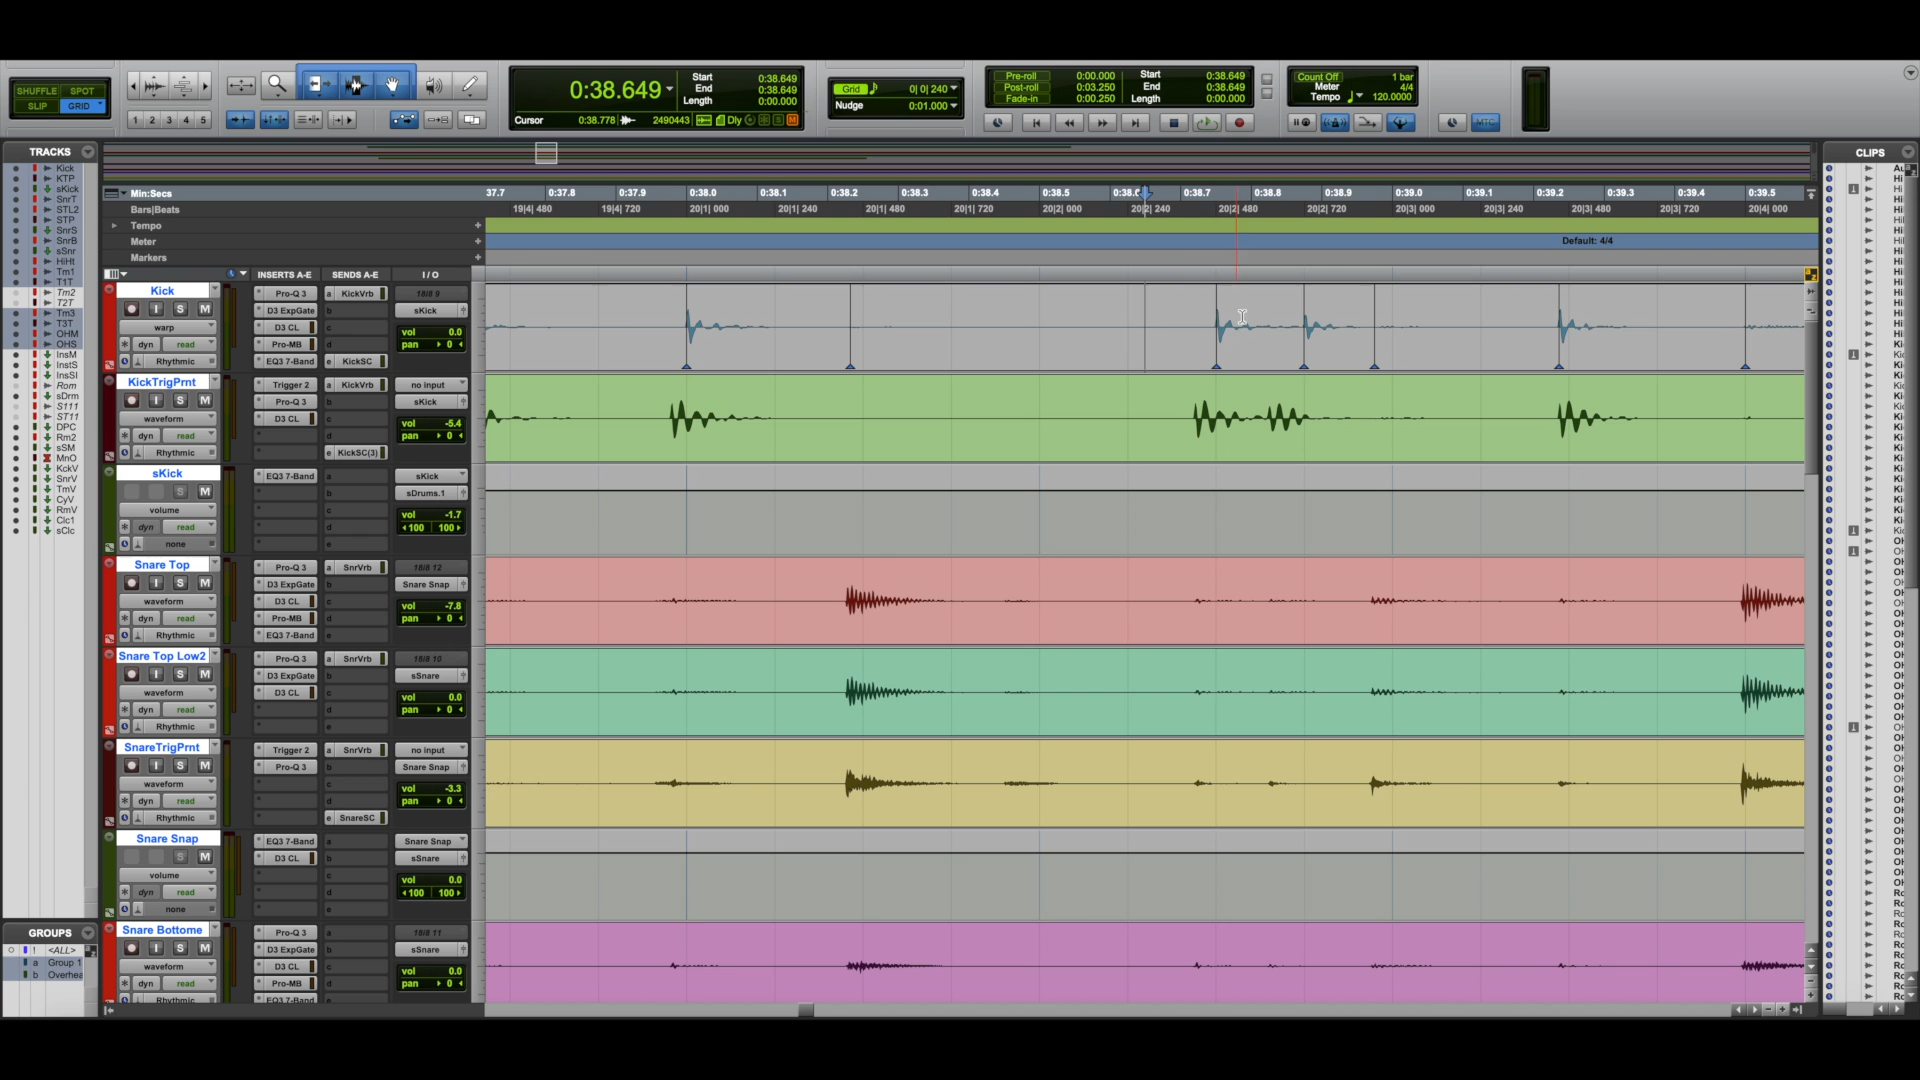 SHUFFLE SPOT
SLIP GRID
1 2 3 4 5
0:38.649
Start 0:38.649
End 0:38.649
Length 0:00.000
Cursor 0:38.778 2490443 Dly
Grid 0| 0| 240
Nudge 0:01.000
Pre-roll 0:00.000
Post-roll 0:03.250
Fade-in 0:00.250
Start 0:38.649
End 0:38.649
Length 0:00.000
Count Off 1 bar
Meter 4/4
Tempo 120.0000
MTC
TRACKS
Kick
KTP
sKick
SnrT
STL2
STP
SnrS
SnrB
sSnr
HiHt
Tm1
T1T
Tm2
T2T
Tm3
T3T
OHM
OHS
InsM
InstS
InsSI
Rom
sDrm
S111
ST11
DPC
Rm2
sSM
MnO
KckV
SnrV
TmV
CyV
RmV
Clc1
sClc
GROUPS
! <ALL>
a Group 1
b Overhea
CLIPS
Min:Secs 37.7 0:37.8 0:37.9 0:38.0 0:38.1 0:38.2 0:38.3 0:38.4 0:38.5 0:38.7 0:38.8 0:38.9 0:39.0 0:39.1 0:39.2 0:39.3 0:39.4 0:39.5
Bars|Beats 19|4| 480 19|4| 720 20|1| 000 20|1| 240 20|1| 480 20|1| 720 20|2| 000 20|2| 240 20|2| 480 20|2| 720 20|3| 000 20|3| 240 20|3| 480 20|3| 720 20|4| 000
Tempo
Meter Default: 4/4
Markers
INSERTS A-E SENDS A-E I / O
Kick Pro-Q 3 a KickVrb 18/8 9
I S M D3 ExpGate b sKick
warp D3 CL c vol 0.0
dyn read Pro-MB d pan 0
Rhythmic EQ3 7-Band e KickSC
KickTrigPrnt Trigger 2 a KickVrb no input
I S M Pro-Q 3 b sKick
waveform D3 CL c vol -5.4
dyn read d pan 0
Rhythmic e KickSC(3)
sKick EQ3 7-Band a sKick
S M b sDrums.1
volume c vol -1.7
dyn read d 100 100
none e
Snare Top Pro-Q 3 a SnrVrb 18/8 12
I S M D3 ExpGate b Snare Snap
waveform D3 CL c vol -7.8
dyn read Pro-MB d pan 0
Rhythmic EQ3 7-Band e
Snare Top Low2 Pro-Q 3 a SnrVrb 18/8 10
I S M D3 ExpGate b sSnare
waveform D3 CL c vol 0.0
dyn read d pan 0
Rhythmic e
SnareTrigPrnt Trigger 2 a SnrVrb no input
I S M Pro-Q 3 b Snare Snap
waveform c vol -3.3
dyn read d pan 0
Rhythmic e SnareSC
Snare Snap EQ3 7-Band a Snare Snap
S M D3 CL b sSnare
volume c vol 0.0
dyn read d 100 100
none e
Snare Bottome Pro-Q 3 a 18/8 11
I S M D3 ExpGate b sSnare
waveform D3 CL c vol 0.0
dyn read Pro-MB d pan 0
Rhythmic EQ3 7-Band e